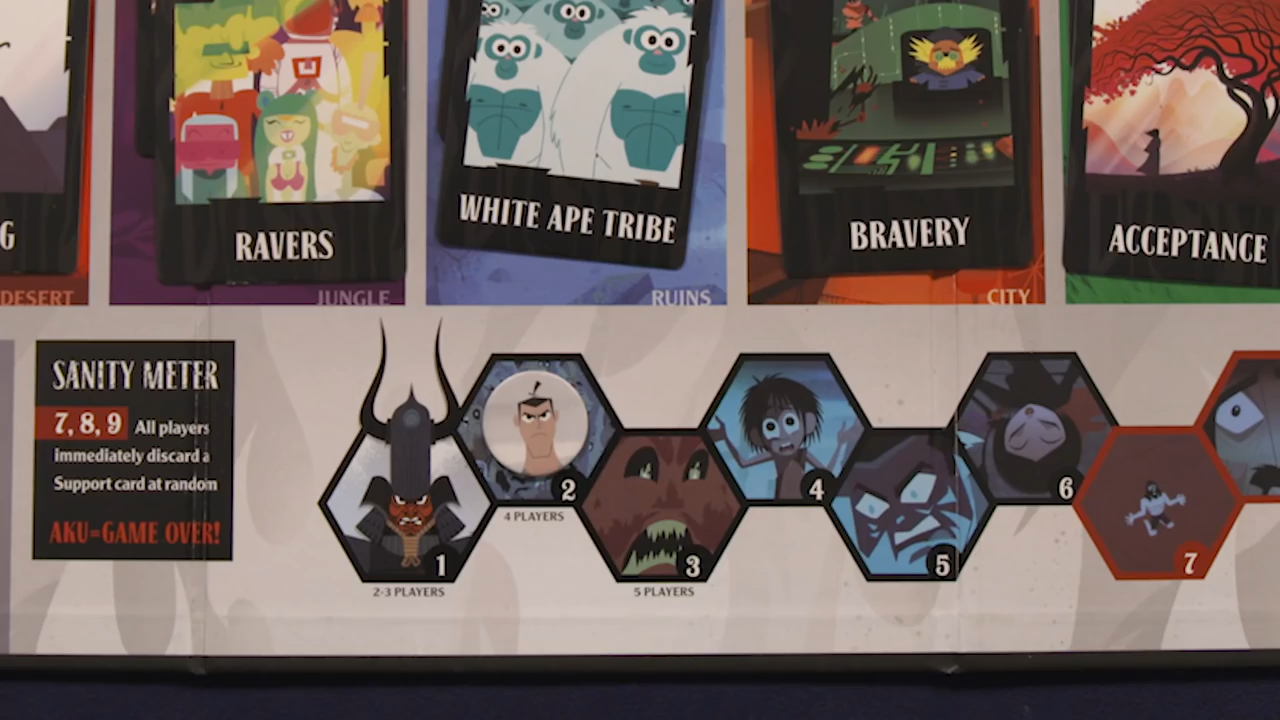 G
RAVERS
WHITE APE TRIBE
BRAVERY
ACCEPTANCE
DESERT
JUNGLE
RUINS
CITY
SANITY METER
7, 8, 9 All players
immediately discard a
Support card at random
AKU=GAME OVER!
1
2
3
4
5
6
7
2-3 PLAYERS
4 PLAYERS
5 PLAYERS